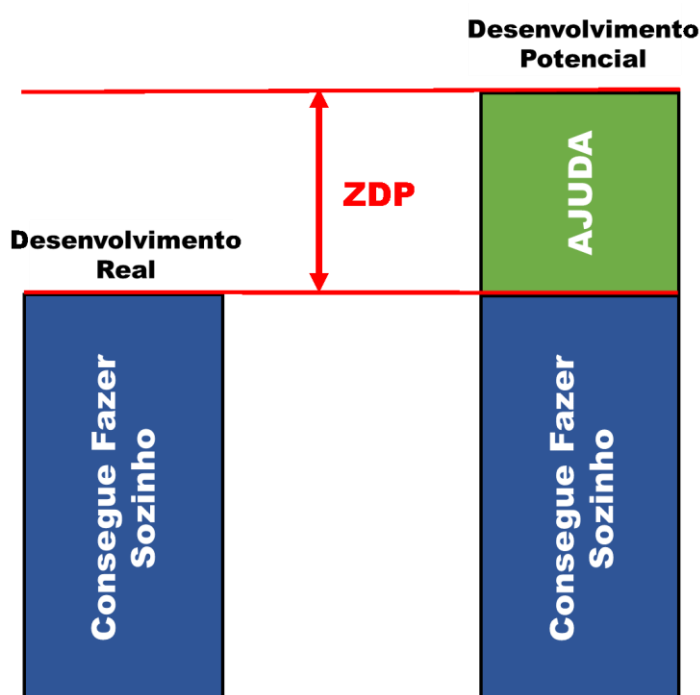 Desenvolvimento
Potencial
AJUDA
ZDP
Desenvolvimento
Real
Consegue Fazer
Sozinho
Consegue Fazer
Sozinho